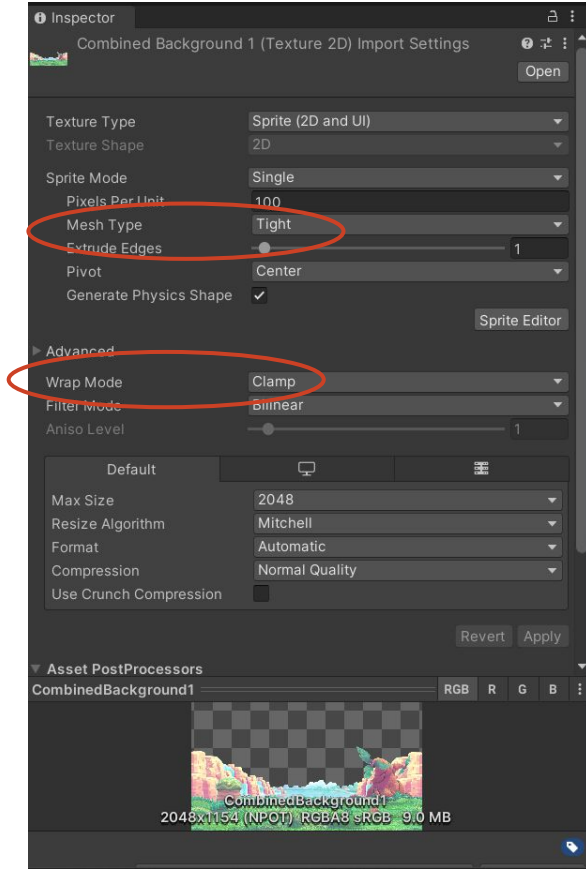 Inspector
Combined Background 1 (Texture 2D) Import Settings
Open
Texture Type Sprite (2D and UI)
Texture Shape 2D
Sprite Mode Single
Pixels Per Unit 100
Mesh Type Tight
Extrude Edges 1
Pivot Center
Generate Physics Shape
Sprite Editor
Advanced
Wrap Mode Clamp
Filter Mode Bilinear
Aniso Level 1
Default
Max Size 2048
Resize Algorithm Mitchell
Format Automatic
Compression Normal Quality
Use Crunch Compression
Revert Apply
Asset PostProcessors
CombinedBackground1 RGB R G B
CombinedBackground1
2048x1154 (NPOT) RGBA8 sRGB 9.0 MB